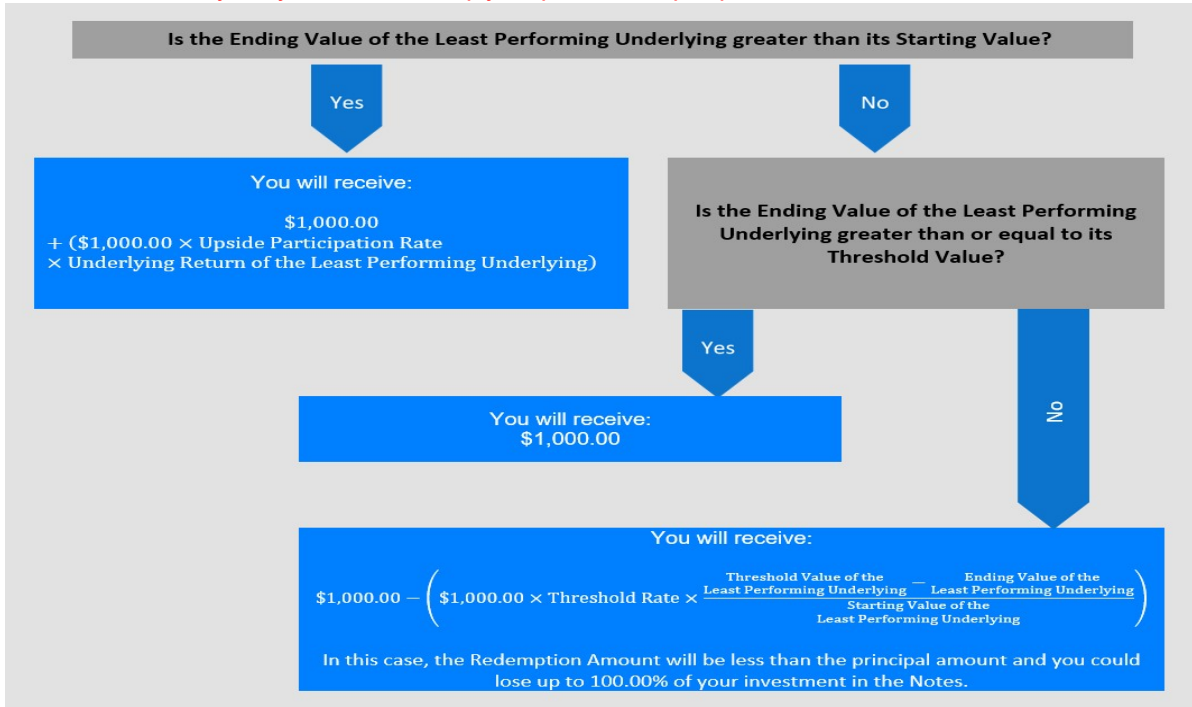 Is the Ending Value of the Least Performing Underlying greater than its Starting Value?
Yes
No
You will receive:
$1,000.00
+ ($1,000.00 × Upside Participation Rate
× Underlying Return of the Least Performing Underlying)
Is the Ending Value of the Least Performing
Underlying greater than or equal to its
Threshold Value?
Yes
No
You will receive:
$1,000.00
You will receive:
$1,000.00 − ($1,000.00 × Threshold Rate × (Threshold Value of the Least Performing Underlying − Ending Value of the Least Performing Underlying) / Starting Value of the Least Performing Underlying)
In this case, the Redemption Amount will be less than the principal amount and you could
lose up to 100.00% of your investment in the Notes.